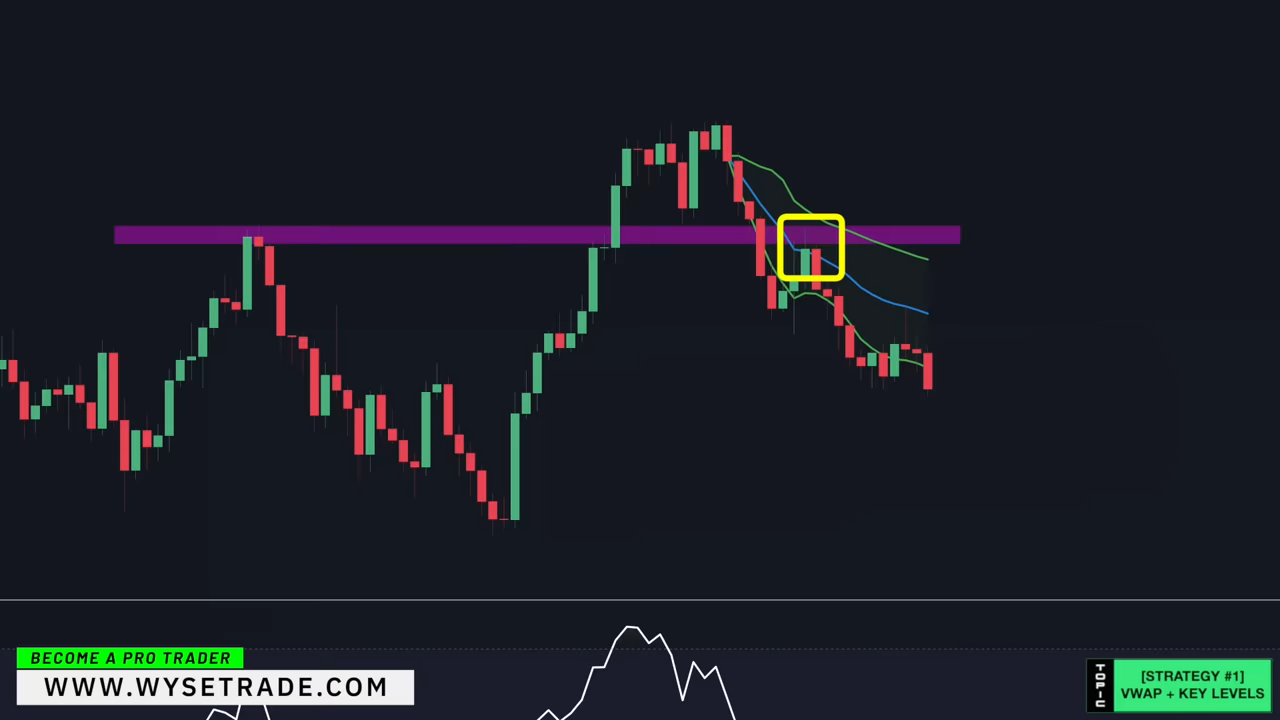 BECOME A PRO TRADER
WWW.WYSETRADE.COM
TOPIC
[STRATEGY #1]
VWAP + KEY LEVELS